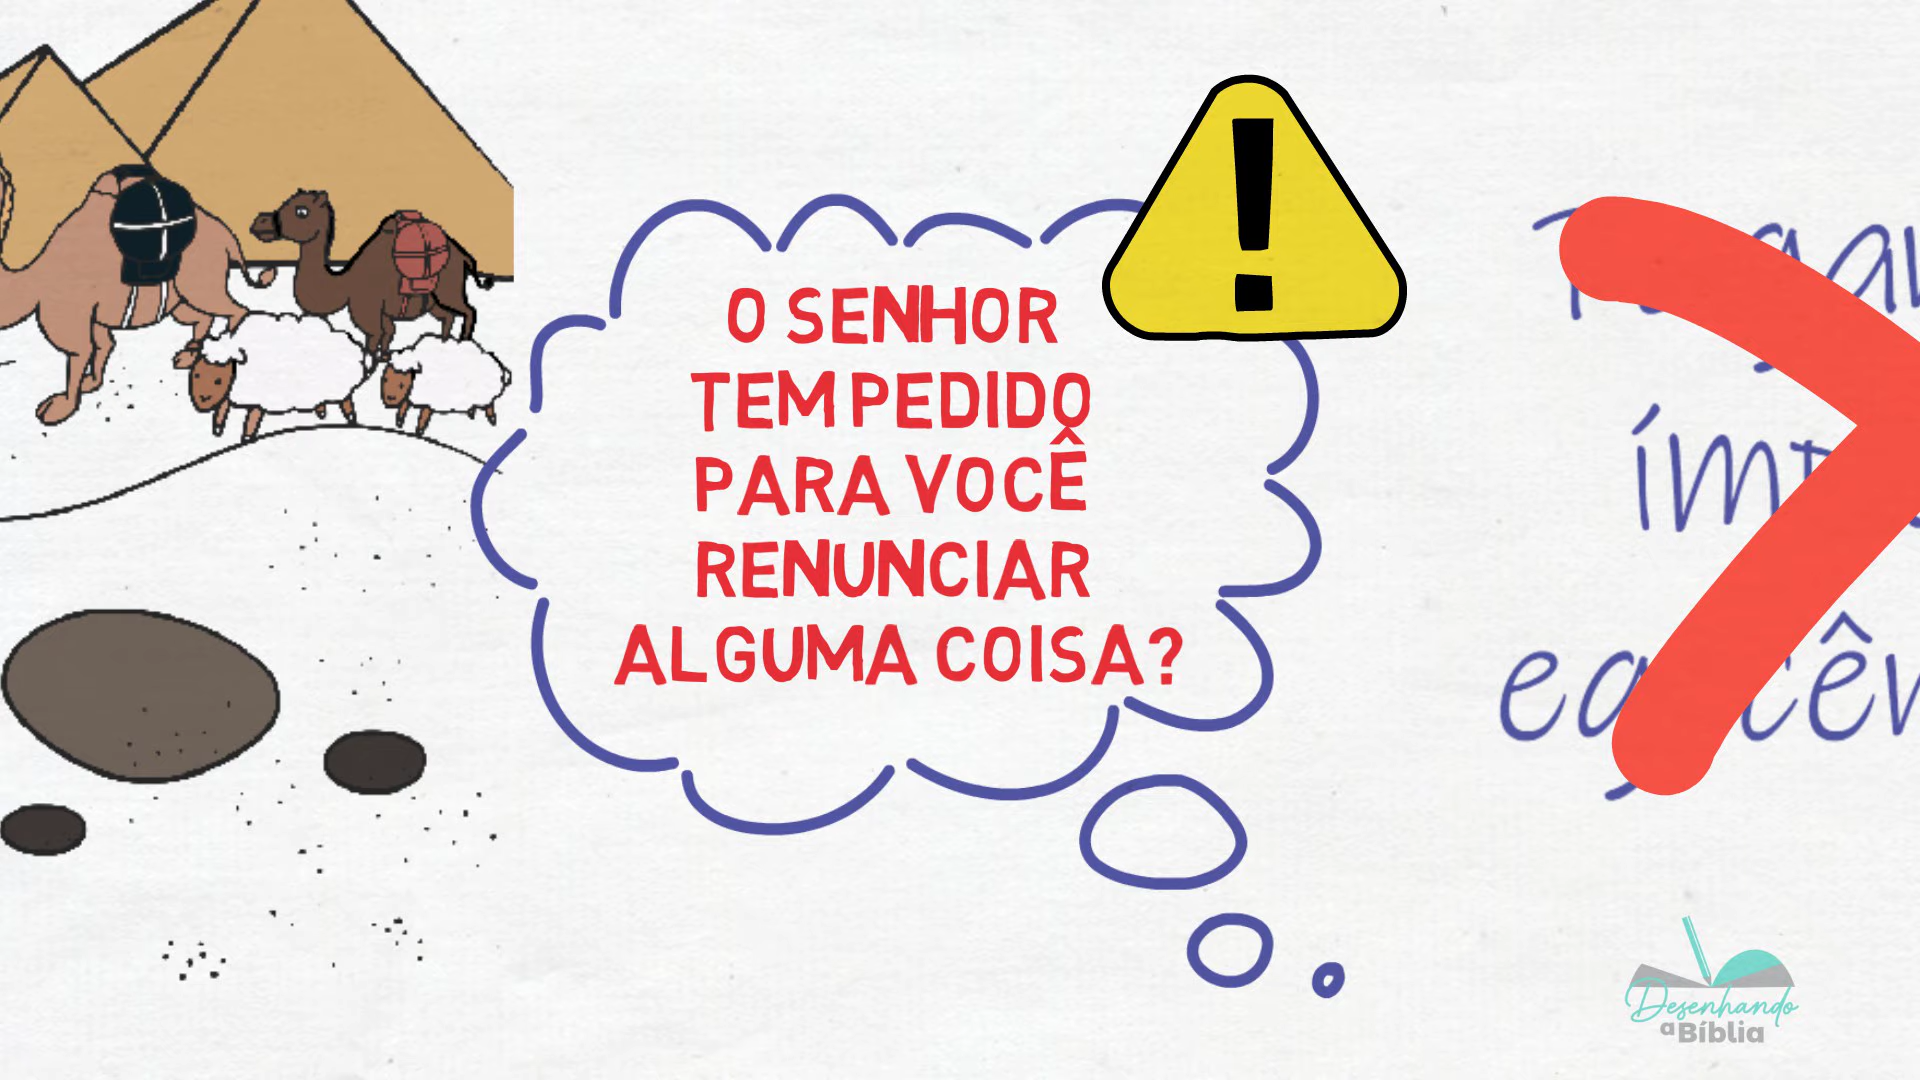 O SENHOR
TEM PEDIDO
PARA VOCÊ
RENUNCIAR
ALGUMA COISA?
Desenhando
a Bíblia